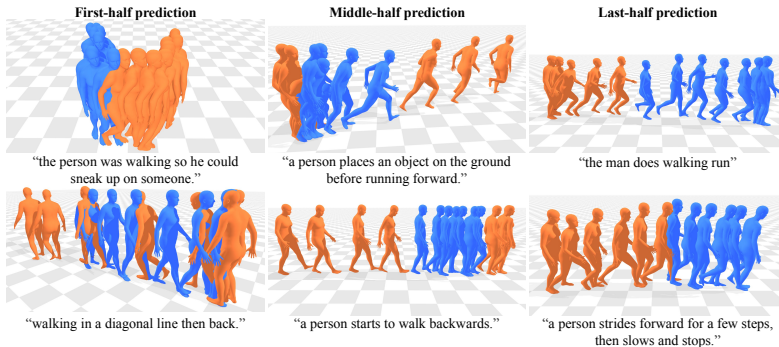 First-half prediction
Middle-half prediction
Last-half prediction
“the person was walking so he could
sneak up on someone.”
“a person places an object on the ground
before running forward.”
“the man does walking run”
“walking in a diagonal line then back.”
“a person starts to walk backwards.”
“a person strides forward for a few steps,
then slows and stops.”